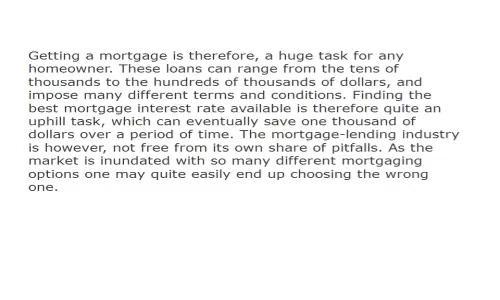 Getting a mortgage is therefore, a huge task for any
homeowner. These loans can range from the tens of
thousands to the hundreds of thousands of dollars, and
impose many different terms and conditions. Finding the
best mortgage interest rate available is therefore quite an
uphill task, which can eventually save one thousand of
dollars over a period of time. The mortgage-lending industry
is however, not free from its own share of pitfalls. As the
market is inundated with so many different mortgaging
options one may quite easily end up choosing the wrong
one.